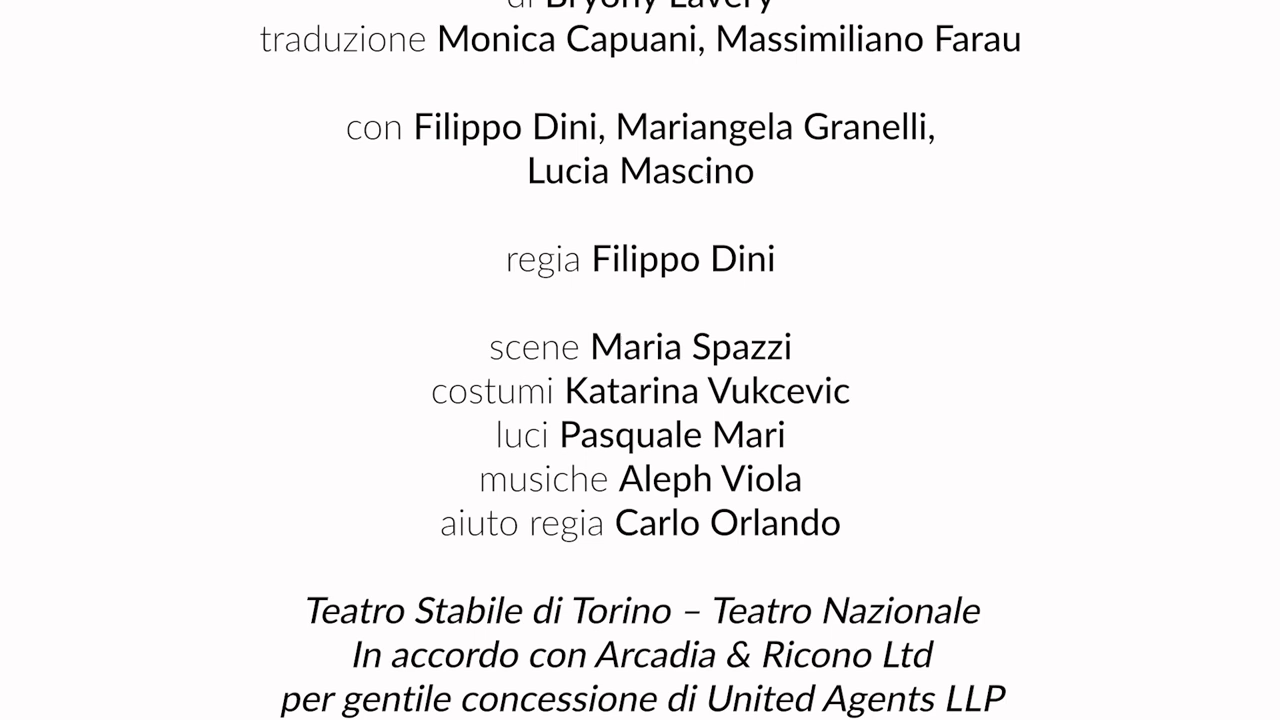 di Bryony Lavery
traduzione Monica Capuani, Massimiliano Farau
con Filippo Dini, Mariangela Granelli,
Lucia Mascino
regia Filippo Dini
scene Maria Spazzi
costumi Katarina Vukcevic
luci Pasquale Mari
musiche Aleph Viola
aiuto regia Carlo Orlando
Teatro Stabile di Torino – Teatro Nazionale
In accordo con Arcadia & Ricono Ltd
per gentile concessione di United Agents LLP